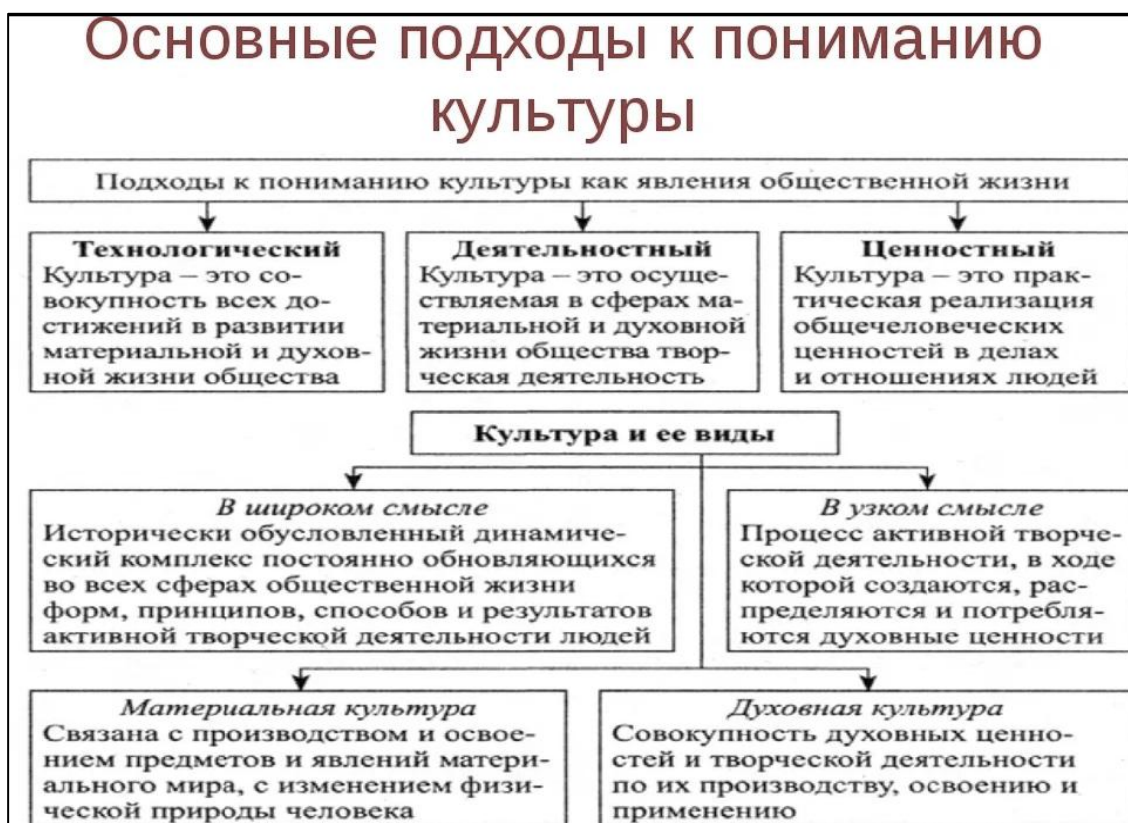 Основные подходы к пониманию
культуры
Подходы к пониманию культуры как явления общественной жизни
Технологический
Культура – это со-
вокупность всех до-
стижений в развитии
материальной и духов-
ной жизни общества
Деятельностный
Культура – это осуще-
ствляемая в сферах ма-
териальной и духовной
жизни общества твор-
ческая деятельность
Ценностный
Культура – это прак-
тическая реализация
общечеловеческих
ценностей в делах
и отношениях людей
Культура и ее виды
В широком смысле
Исторически обусловленный динамиче-
ский комплекс постоянно обновляющихся
во всех сферах общественной жизни
форм, принципов, способов и результатов
активной творческой деятельности людей
В узком смысле
Процесс активной творче-
ской деятельности, в ходе
которой создаются, рас-
пределяются и потребля-
ются духовные ценности
Материальная культура
Связана с производством и освое-
нием предметов и явлений матери-
ального мира, с изменением физи-
ческой природы человека
Духовная культура
Совокупность духовных ценно-
стей и творческой деятельности
по их производству, освоению и
применению